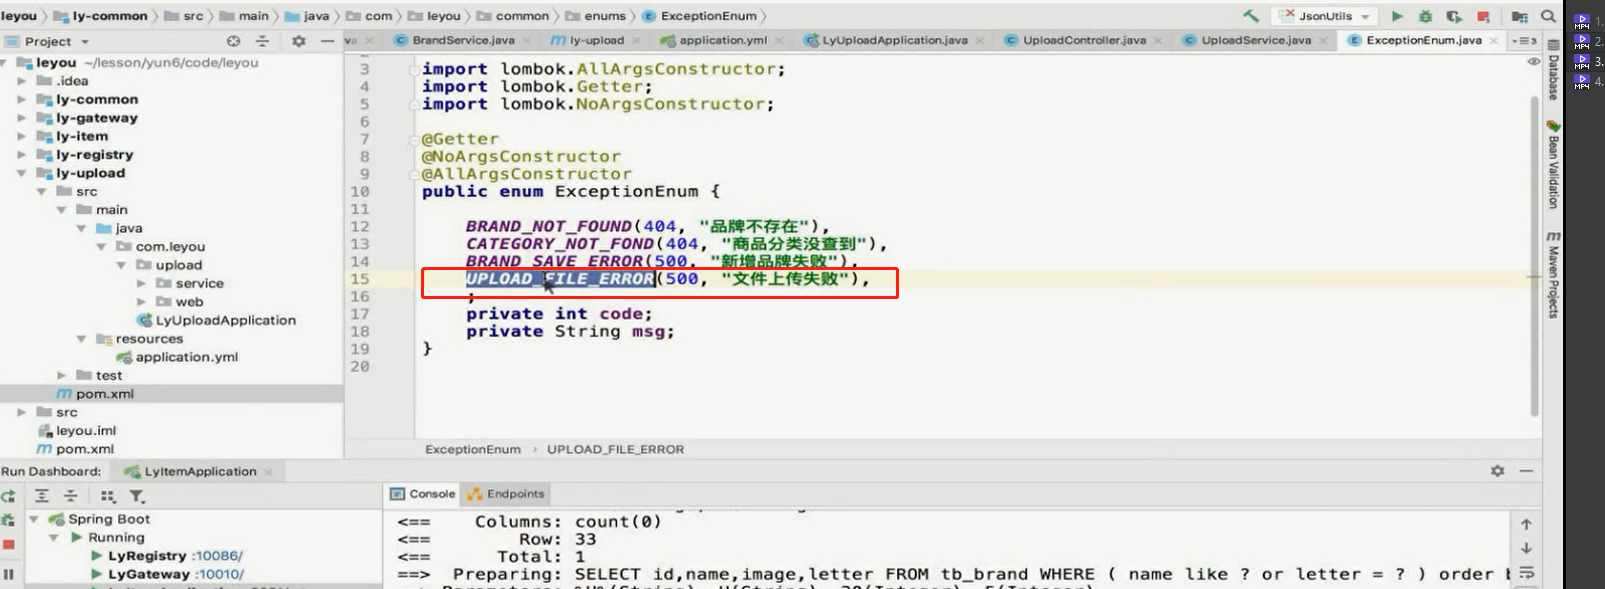 leyou ly-common src main java com leyou common enums ExceptionEnum JsonUtils
Project
BrandService.java ly-upload application.yml LyUploadApplication.java UploadController.java UploadService.java ExceptionEnum.java
leyou ~/lesson/yun6/code/leyou
.idea
ly-common
ly-gateway
ly-item
ly-registry
ly-upload
src
main
java
com.leyou
upload
service
web
LyUploadApplication
resources
application.yml
test
pom.xml
src
leyou.iml
pom.xml
3 import lombok.AllArgsConstructor;
4 import lombok.Getter;
5 import lombok.NoArgsConstructor;
6
7 @Getter
8 @NoArgsConstructor
9 @AllArgsConstructor
10 public enum ExceptionEnum {
11
12 BRAND_NOT_FOUND(404, "品牌不存在"),
13 CATEGORY_NOT_FOND(404, "商品分类没查到"),
14 BRAND_SAVE_ERROR(500, "新增品牌失败"),
15 UPLOAD_FILE_ERROR(500, "文件上传失败"),
16 ;
17 private int code;
18 private String msg;
19 }
20
ExceptionEnum › UPLOAD_FILE_ERROR
Database
Bean Validation
Maven Projects
MP4 1.
MP4 2.
MP4 3.
MP4 4.
Run Dashboard: LyItemApplication
Console Endpoints
Spring Boot
Running
LyRegistry :10086/
LyGateway :10010/
<== Columns: count(0)
<== Row: 33
<== Total: 1
==> Preparing: SELECT id,name,image,letter FROM tb_brand WHERE ( name like ? or letter = ? ) order